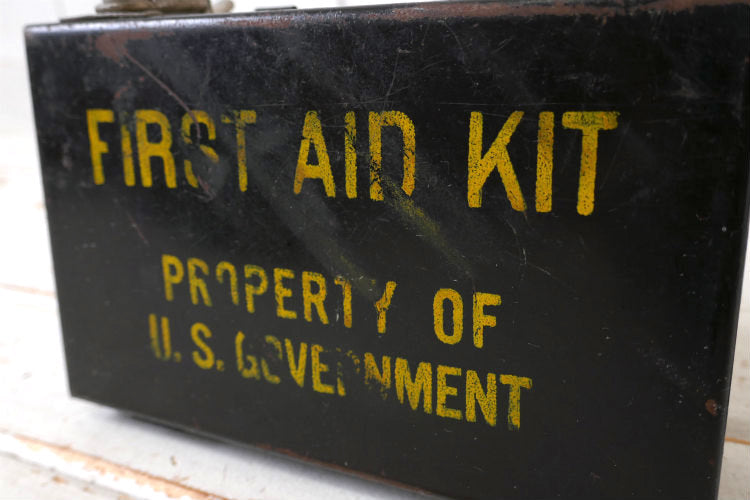 FIRST AID KIT
PROPERTY OF
U.S. GOVERNMENT